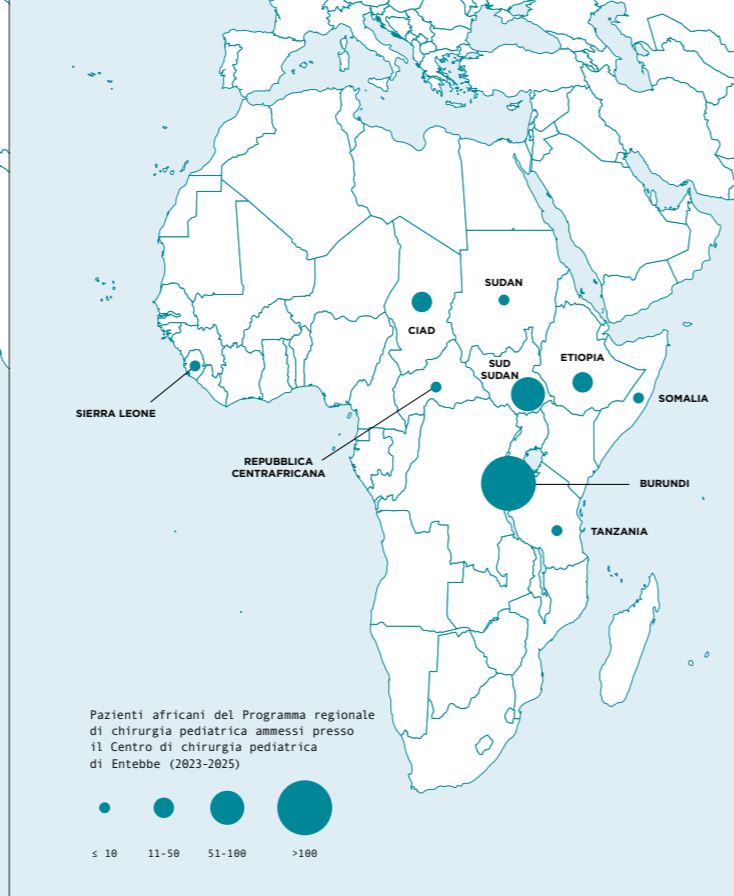 SUDAN
CIAD
SUD
SUDAN
ETIOPIA
SOMALIA
SIERRA LEONE
REPUBBLICA
CENTRAFRICANA
BURUNDI
TANZANIA
Pazienti africani del Programma regionale
di chirurgia pediatrica ammessi presso
il Centro di chirurgia pediatrica
di Entebbe (2023-2025)
≤ 10 11-50 51-100 >100